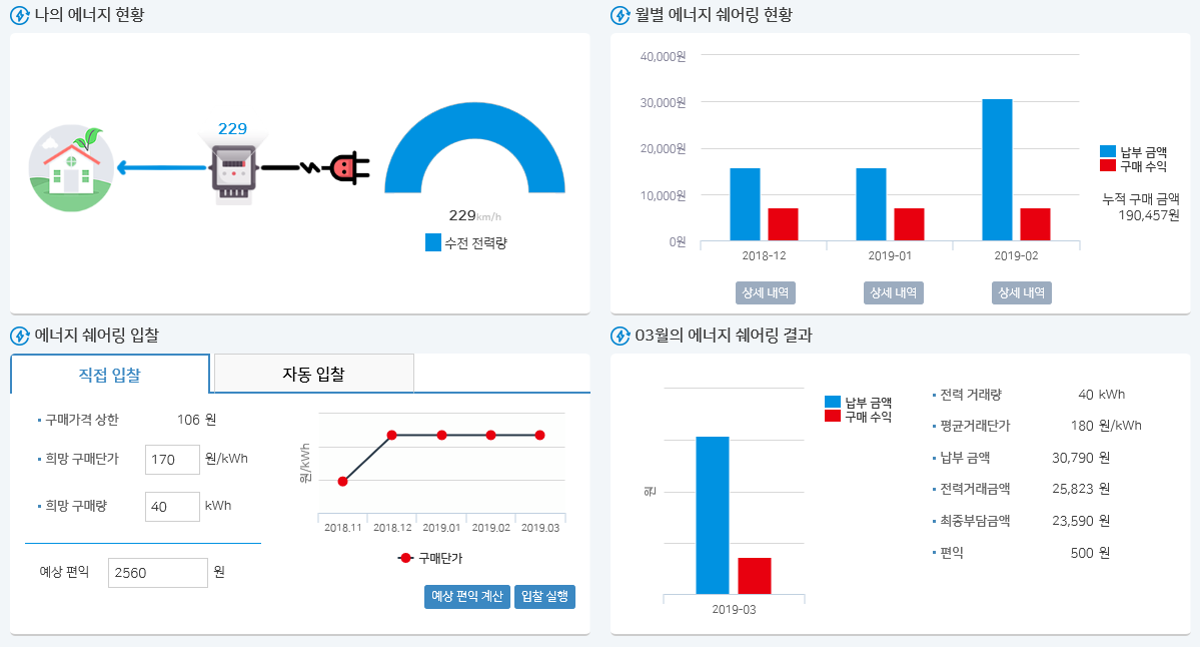 나의 에너지 현황
229
229km/h
수전 전력량
월별 에너지 쉐어링 현황
40,000원
30,000원
20,000원
10,000원
0원
2018-12
2019-01
2019-02
상세 내역
상세 내역
상세 내역
납부 금액
구매 수익
누적 구매 금액
190,457원
에너지 쉐어링 입찰
직접 입찰
자동 입찰
구매가격 상한 106 원
희망 구매단가 170 원/kWh
희망 구매량 40 kWh
예상 편익 2560 원
원/kWh
2018.11 2018.12 2019.01 2019.02 2019.03
구매단가
예상 편익 계산
입찰 실행
03월의 에너지 쉐어링 결과
원
2019-03
납부 금액
구매 수익
전력 거래량 40 kWh
평균거래단가 180 원/kWh
납부 금액 30,790 원
전력거래금액 25,823 원
최종부담금액 23,590 원
편익 500 원